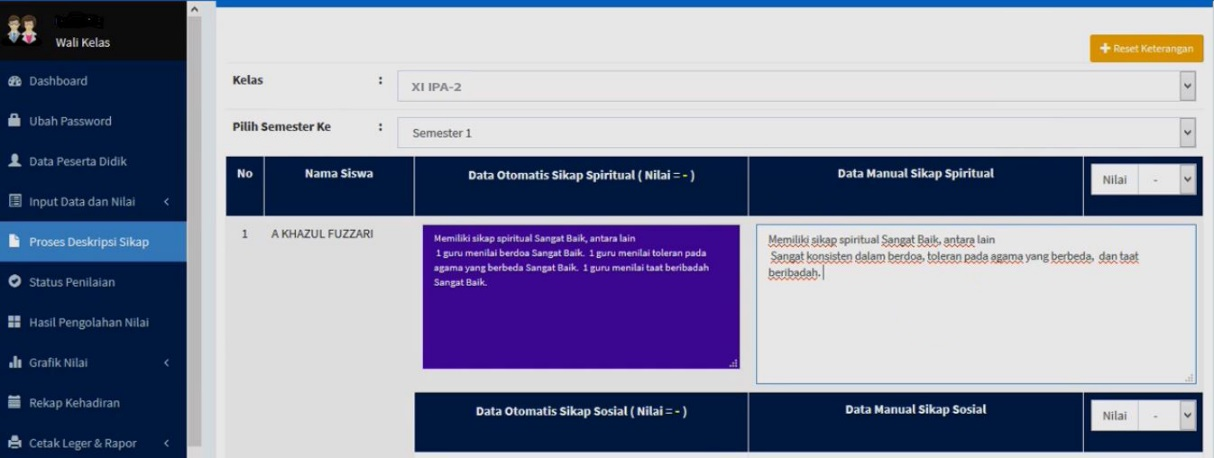 Wali Kelas
Dashboard
Ubah Password
Data Peserta Didik
Input Data dan Nilai
Proses Deskripsi Sikap
Status Penilaian
Hasil Pengolahan Nilai
Grafik Nilai
Rekap Kehadiran
Cetak Leger & Rapor
Reset Keterangan
Kelas : XI IPA-2
Pilih Semester Ke : Semester 1
No Nama Siswa Data Otomatis Sikap Spiritual ( Nilai = - ) Data Manual Sikap Spiritual Nilai -
1 A KHAZUL FUZZARI
Memiliki sikap spiritual Sangat Baik, antara lain
1 guru menilai berdoa Sangat Baik. 1 guru menilai toleran pada
agama yang berbeda Sangat Baik. 1 guru menilai taat beribadah
Sangat Baik.
Memiliki sikap spiritual Sangat Baik, antara lain
Sangat konsisten dalam berdoa, toleran pada agama yang berbeda, dan taat
beribadah.
Data Otomatis Sikap Sosial ( Nilai = - ) Data Manual Sikap Sosial Nilai -